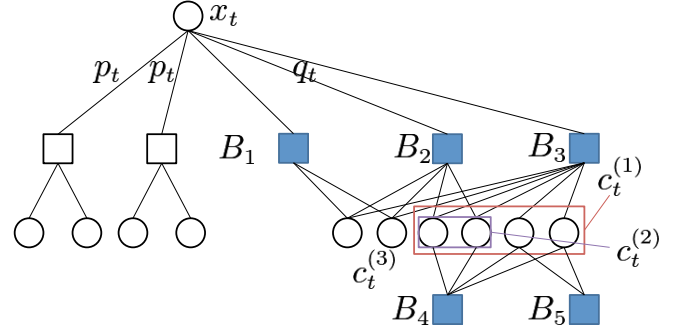 x_t
p_t p_t q_t
B_1 B_2 B_3
c_t^{(1)}
c_t^{(3)} c_t^{(2)}
B_4 B_5